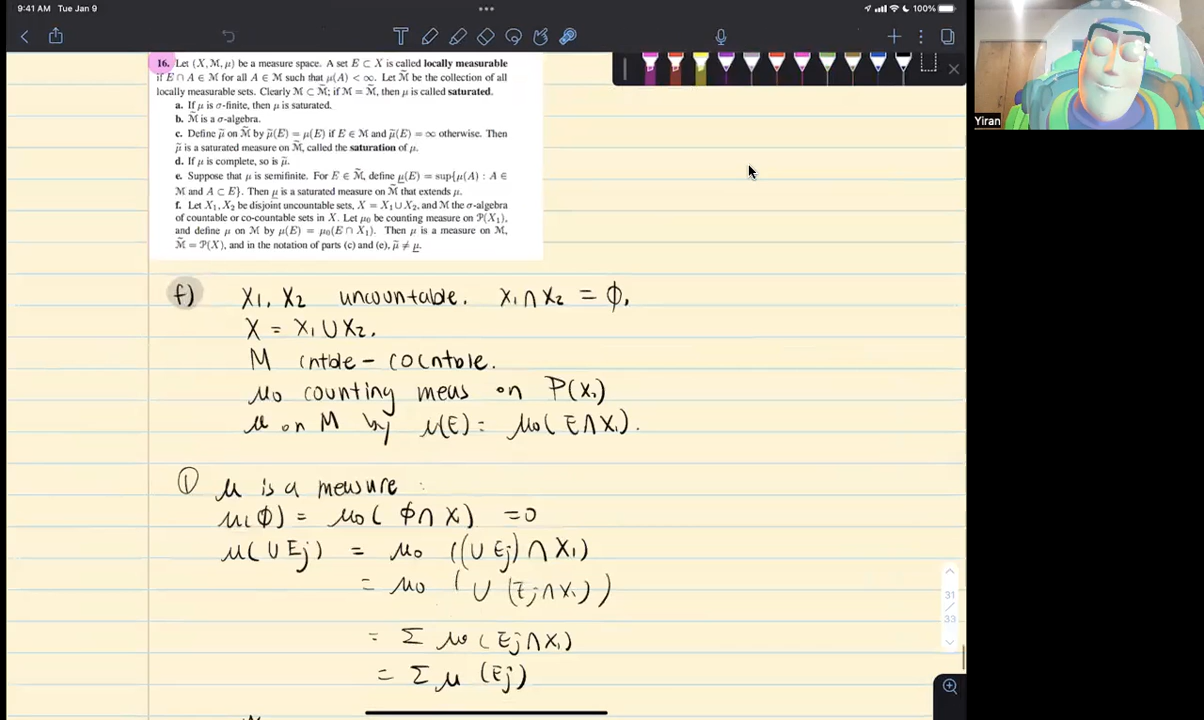 9:41 AM Tue Jan 9
100%
16. Let (X, M, μ) be a measure space. A set E ⊂ X is called locally measurable
if E ∩ A ∈ M for all A ∈ M such that μ(A) < ∞. Let M̃ be the collection of all
locally measurable sets. Clearly M ⊂ M̃; if M = M̃, then μ is called saturated.
a. If μ is σ-finite, then μ is saturated.
b. M̃ is a σ-algebra.
c. Define μ̃ on M̃ by μ̃(E) = μ(E) if E ∈ M and μ̃(E) = ∞ otherwise. Then
μ̃ is a saturated measure on M̃, called the saturation of μ.
d. If μ is complete, so is μ̃.
e. Suppose that μ is semifinite. For E ∈ M̃, define μ̲(E) = sup{μ(A) : A ∈
M and A ⊂ E}. Then μ̲ is a saturated measure on M̃ that extends μ.
f. Let X₁, X₂ be disjoint uncountable sets, X = X₁ ∪ X₂, and M the σ-algebra
of countable or co-countable sets in X. Let μ₀ be counting measure on P(X₁),
and define μ on M by μ(E) = μ₀(E ∩ X₁). Then μ is a measure on M,
M̃ = P(X), and in the notation of parts (c) and (e), μ̃ ≠ μ̲.
Yiran
f) X₁, X₂ uncountable. X₁ ∩ X₂ = ϕ,
X = X₁ ∪ X₂.
M cntble - cocntble.
μ₀ counting meas on P(X₁)
μ on M by μ(E) = μ₀(E ∩ X₁).
① μ is a measure :
μ(ϕ) = μ₀( ϕ ∩ X) = 0
μ(∪ Ej) = μ₀ ((∪ Ej) ∩ X₁)
= μ₀ (∪ (Ej ∩ X₁))
= Σ μ₀ (Ej ∩ X₁)
= Σ μ (Ej)
31
/
33